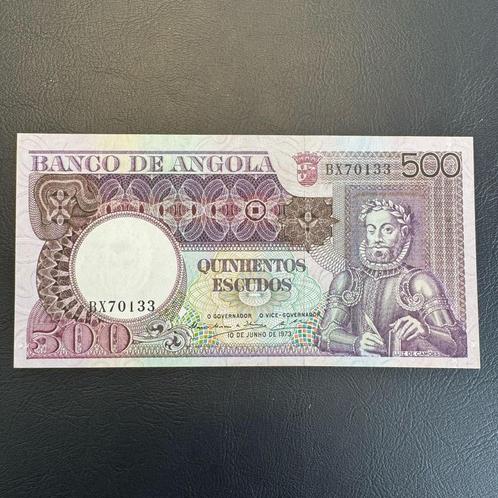 BANCO DE ANGOLA
BX70133
500
QUINHENTOS
ESCUDOS
BX70133
O GOVERNADOR O VICE-GOVERNADOR
500
10 DE JUNHO DE 1973
LUIZ DE CAMÕES